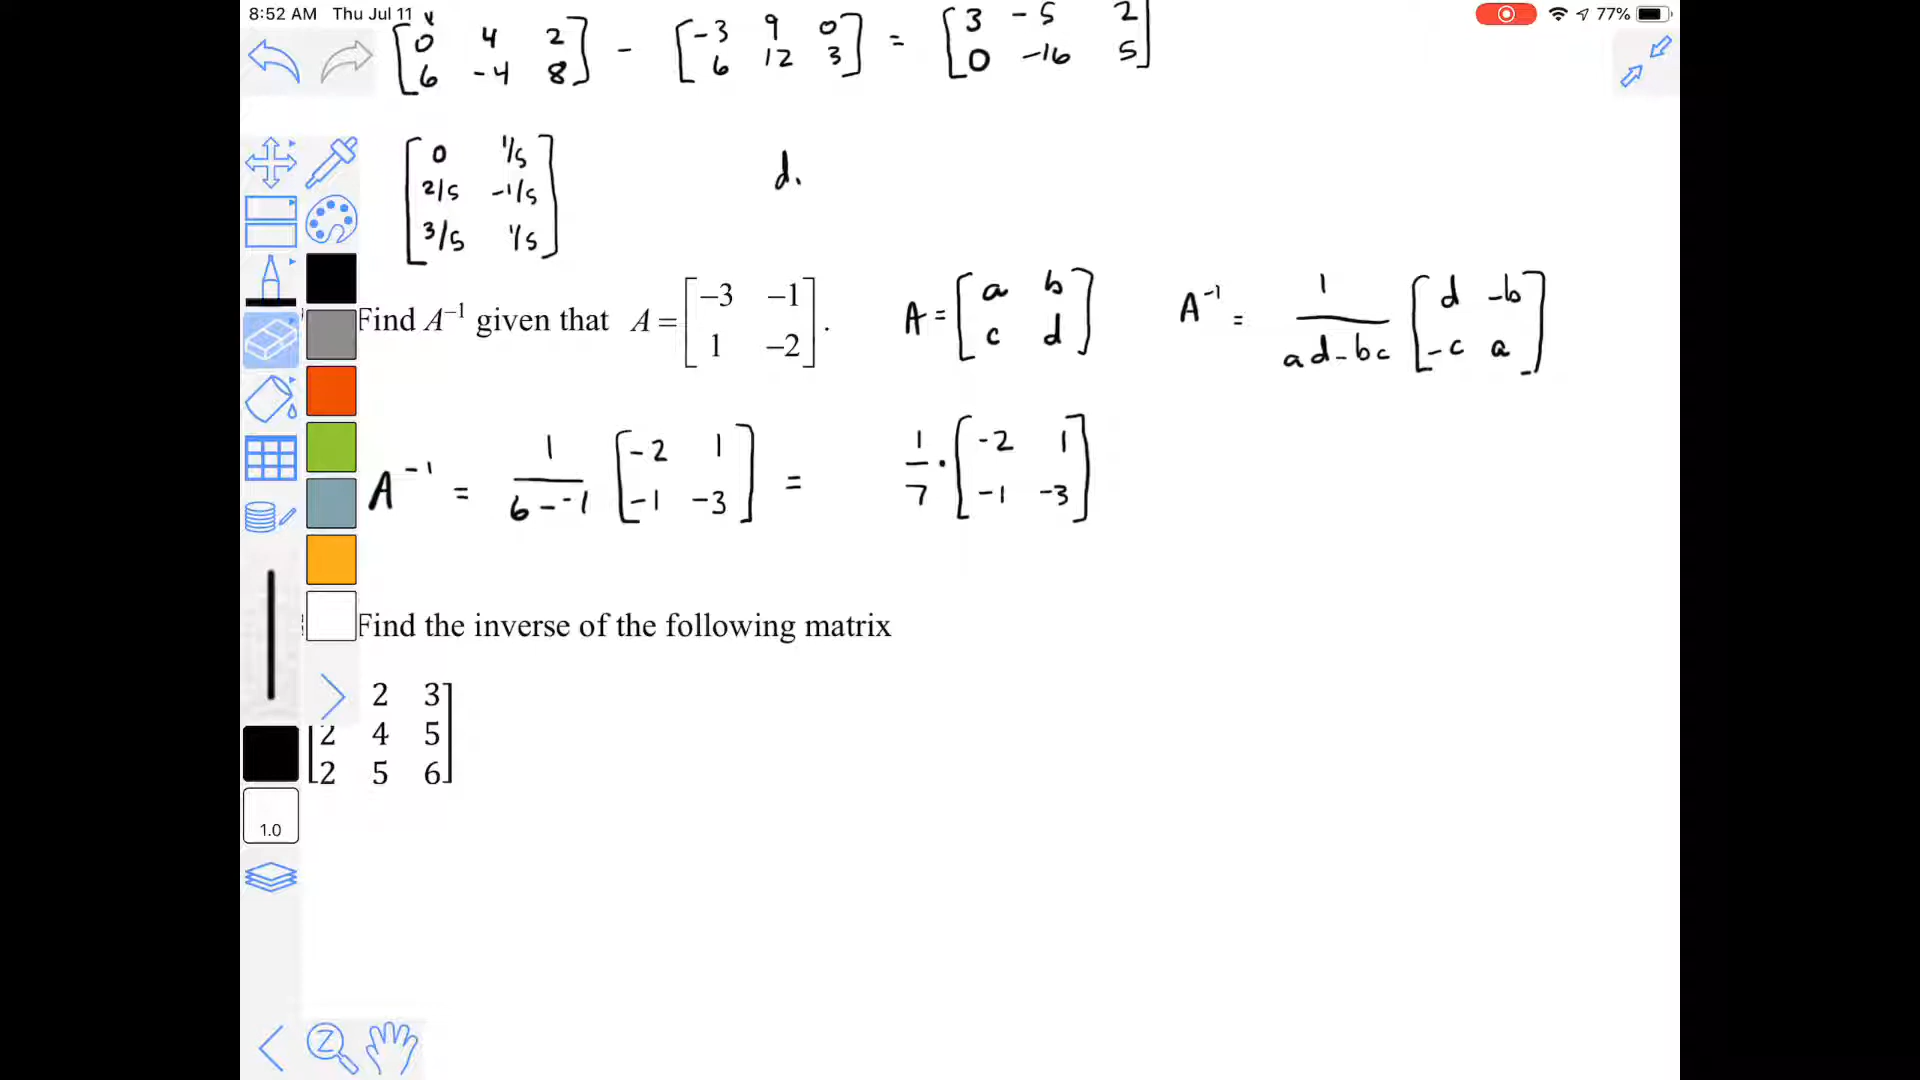 8:52 AM Thu Jul 11 77%
[0 4 2] - [-3 9 0] = [3 -5 2]
[6 -4 8] [6 12 3] [0 -16 5]
[0 1/5] d.
[2/5 -1/5]
[3/5 1/5]
Find A⁻¹ given that A = [−3 −1; 1 −2]. A = [a b; c d] A⁻¹ = 1/(ad-bc) [d -b; -c a]
A⁻¹ = 1/(6--1) [-2 1; -1 -3] = 1/7 · [-2 1; -1 -3]
Find the inverse of the following matrix
2 3]
2 4 5
[2 5 6]
1.0
Z